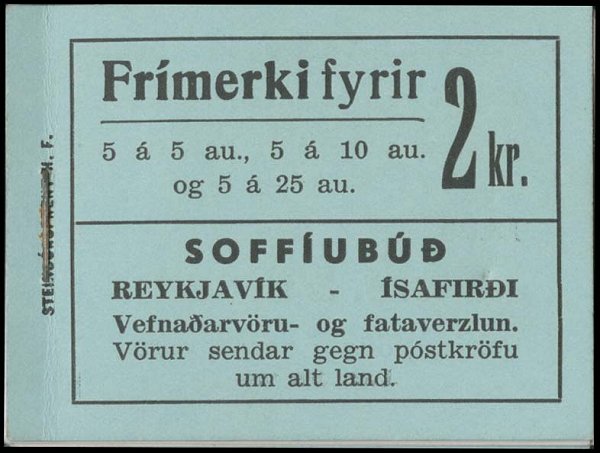 Frímerki fyrir
2 kr.
5 á 5 au., 5 á 10 au.
og 5 á 25 au.
SOFFÍUBÚÐ
REYKJAVÍK - ÍSAFIRÐI
Vefnaðarvöru- og fataverzlun.
Vörur sendar gegn póstkröfu
um alt land.
H. F.